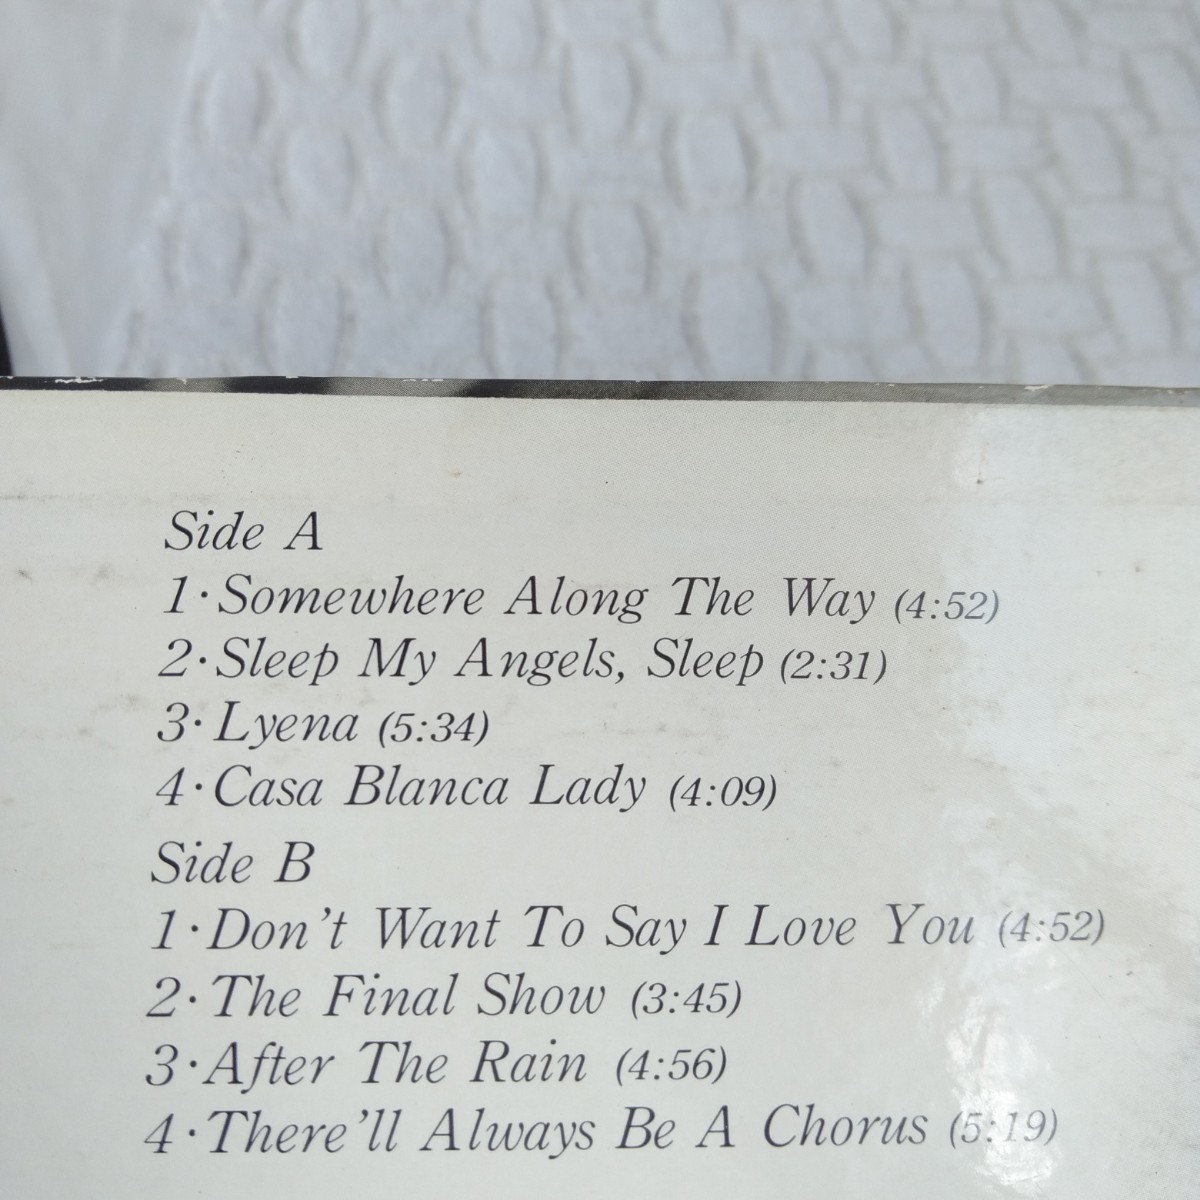 Side A
1·Somewhere Along The Way (4:52)
2·Sleep My Angels, Sleep (2:31)
3·Lyena (5:34)
4·Casa Blanca Lady (4:09)
Side B
1·Don't Want To Say I Love You (4:52)
2·The Final Show (3:45)
3·After The Rain (4:56)
4·There'll Always Be A Chorus (5:19)